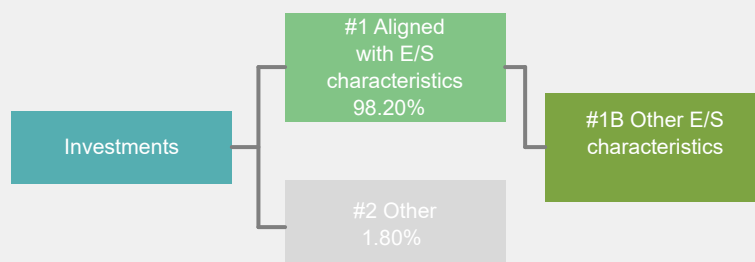 #1 Aligned
with E/S
characteristics
98.20%
Investments
#1B Other E/S
characteristics
#2 Other
1.80%